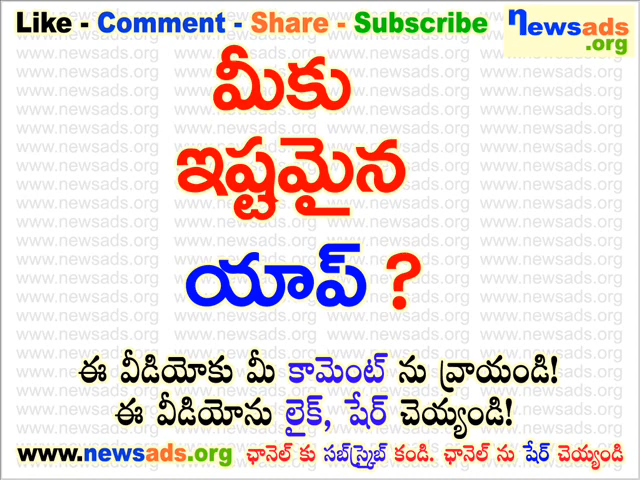 Like - Comment - Share - Subscribe
newsads
.org
మీకు
ఇష్టమైన
యాప్ ?
ఈ వీడియోకు మీ కామెంట్ ను వ్రాయండి!
ఈ వీడియోను లైక్, షేర్ చెయ్యండి!
www.newsads.org ఛానెల్ కు సబ్‌స్క్రైబ్ కండి. ఛానెల్ ను షేర్ చెయ్యండి